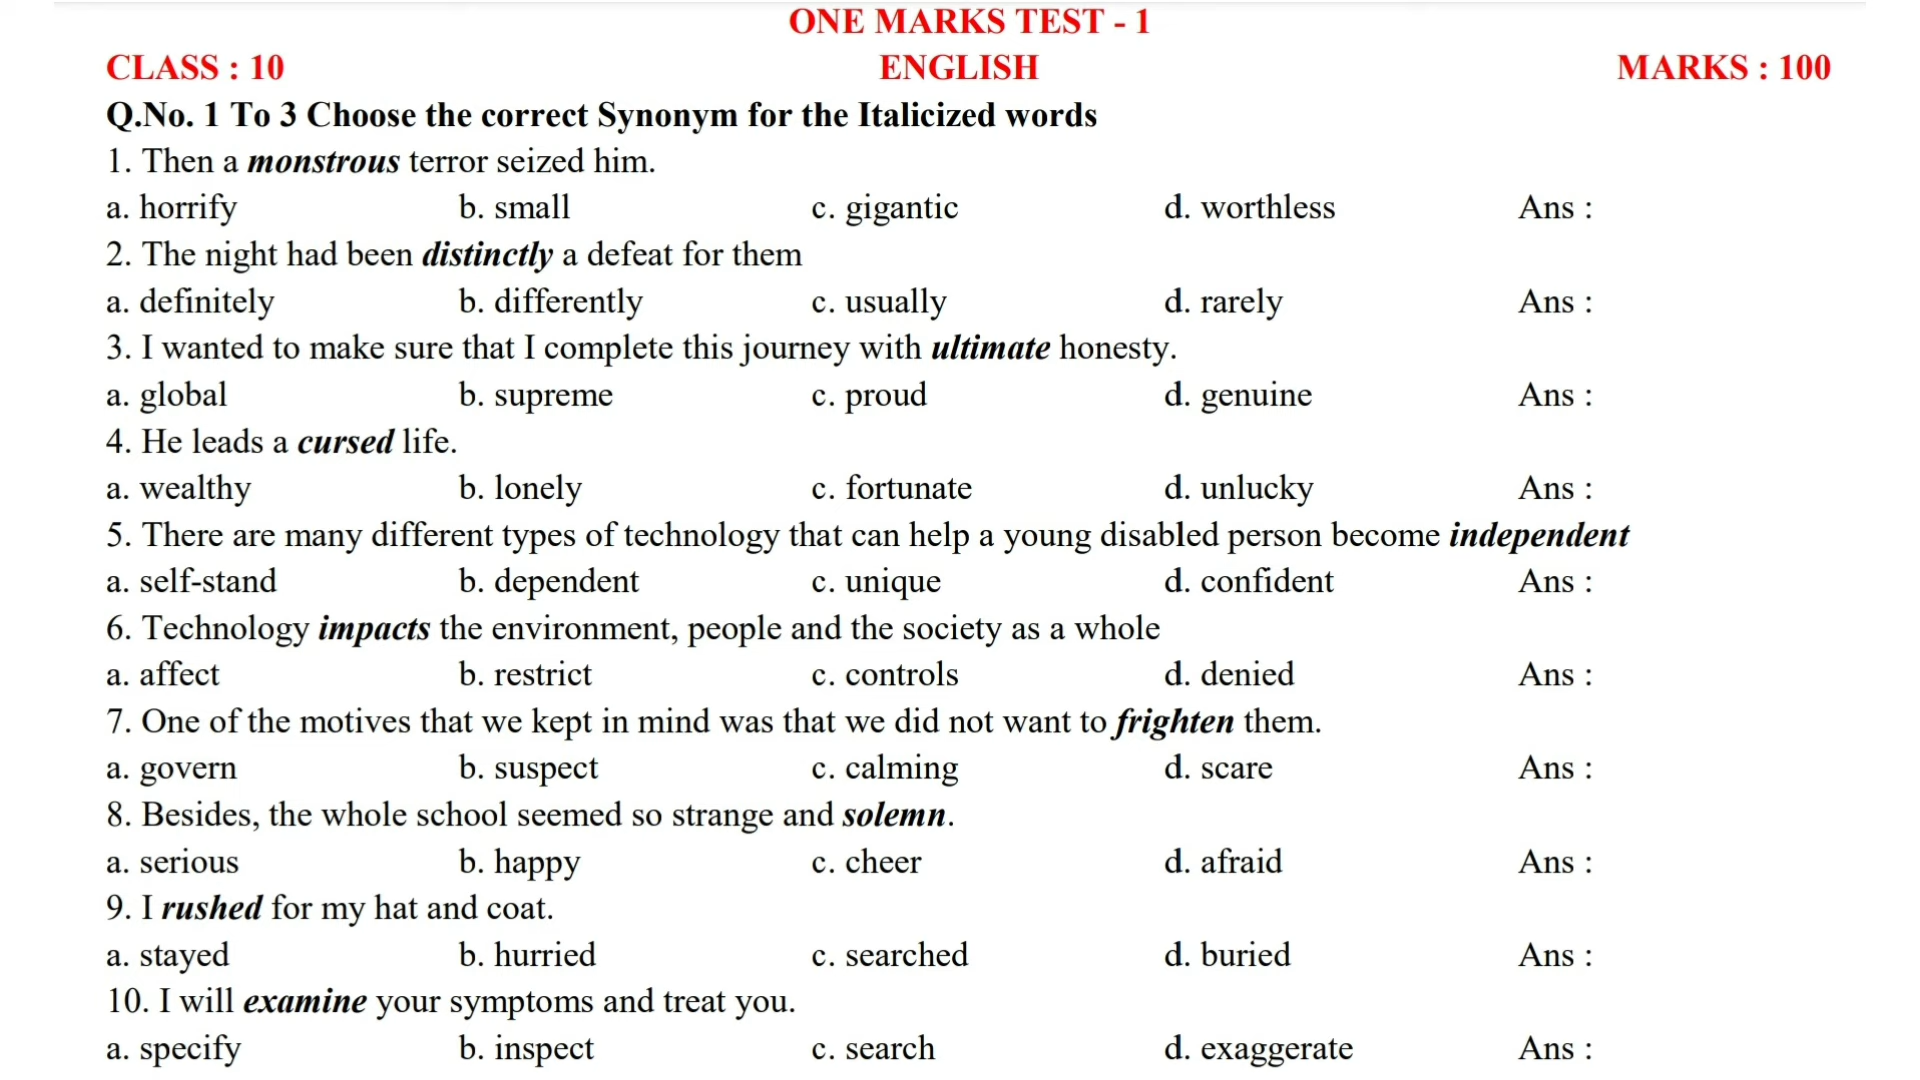 ONE MARKS TEST - 1
CLASS : 10 ENGLISH MARKS : 100
Q.No. 1 To 3 Choose the correct Synonym for the Italicized words
1. Then a monstrous terror seized him.
a. horrify b. small c. gigantic d. worthless Ans :
2. The night had been distinctly a defeat for them
a. definitely b. differently c. usually d. rarely Ans :
3. I wanted to make sure that I complete this journey with ultimate honesty.
a. global b. supreme c. proud d. genuine Ans :
4. He leads a cursed life.
a. wealthy b. lonely c. fortunate d. unlucky Ans :
5. There are many different types of technology that can help a young disabled person become independent
a. self-stand b. dependent c. unique d. confident Ans :
6. Technology impacts the environment, people and the society as a whole
a. affect b. restrict c. controls d. denied Ans :
7. One of the motives that we kept in mind was that we did not want to frighten them.
a. govern b. suspect c. calming d. scare Ans :
8. Besides, the whole school seemed so strange and solemn.
a. serious b. happy c. cheer d. afraid Ans :
9. I rushed for my hat and coat.
a. stayed b. hurried c. searched d. buried Ans :
10. I will examine your symptoms and treat you.
a. specify b. inspect c. search d. exaggerate Ans :